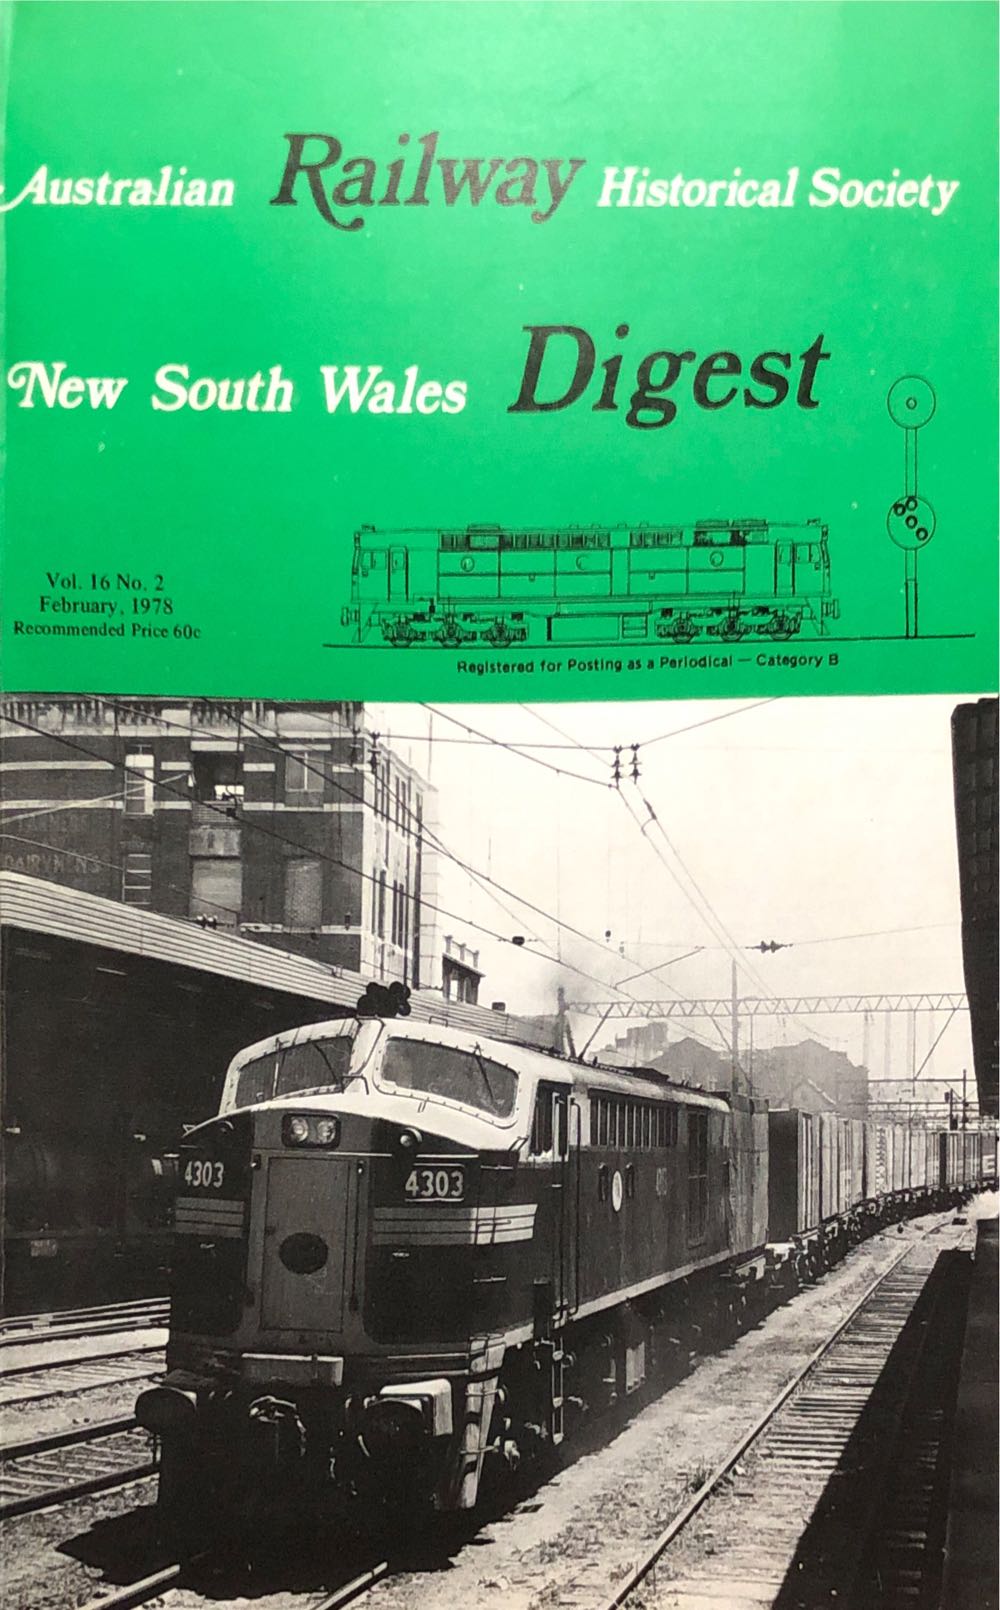 Australian Railway Historical Society
New South Wales Digest
Vol. 16 No. 2
February, 1978
Recommended Price 60c
Registered for Posting as a Periodical — Category B
DAIRYMEN'S
4303
4303